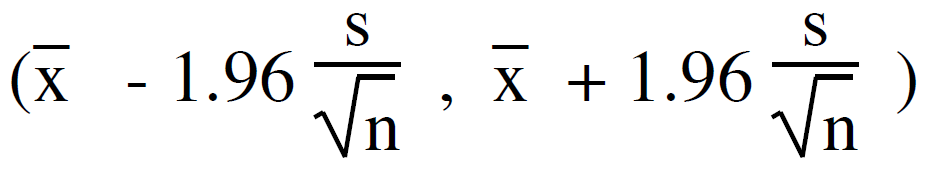 (x̄ - 1.96 s/√n , x̄ + 1.96 s/√n )